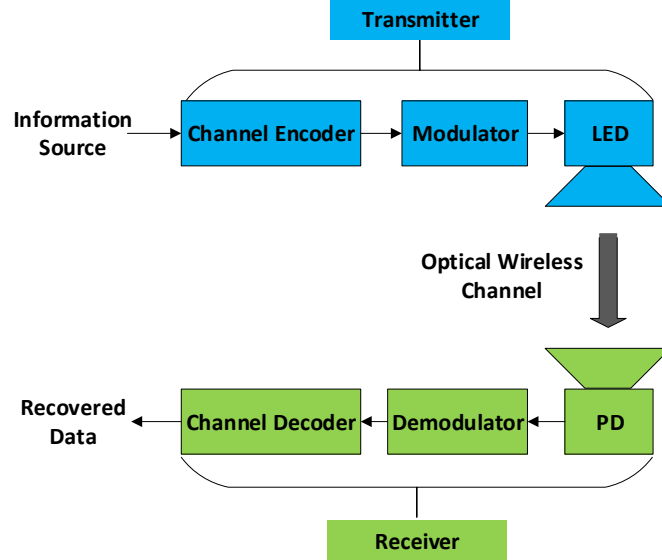 Transmitter
Information
Source
Channel Encoder
Modulator
LED
Optical Wireless
Channel
Recovered
Data
Channel Decoder
Demodulator
PD
Receiver